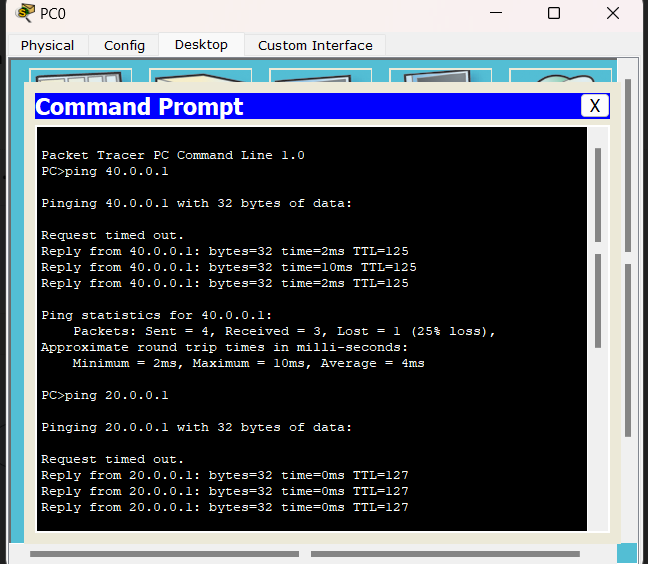 PC0
Physical Config Desktop Custom Interface
Command Prompt X
Packet Tracer PC Command Line 1.0
PC>ping 40.0.0.1
Pinging 40.0.0.1 with 32 bytes of data:
Request timed out.
Reply from 40.0.0.1: bytes=32 time=2ms TTL=125
Reply from 40.0.0.1: bytes=32 time=10ms TTL=125
Reply from 40.0.0.1: bytes=32 time=2ms TTL=125
Ping statistics for 40.0.0.1:
    Packets: Sent = 4, Received = 3, Lost = 1 (25% loss),
Approximate round trip times in milli-seconds:
    Minimum = 2ms, Maximum = 10ms, Average = 4ms
PC>ping 20.0.0.1
Pinging 20.0.0.1 with 32 bytes of data:
Request timed out.
Reply from 20.0.0.1: bytes=32 time=0ms TTL=127
Reply from 20.0.0.1: bytes=32 time=0ms TTL=127
Reply from 20.0.0.1: bytes=32 time=0ms TTL=127